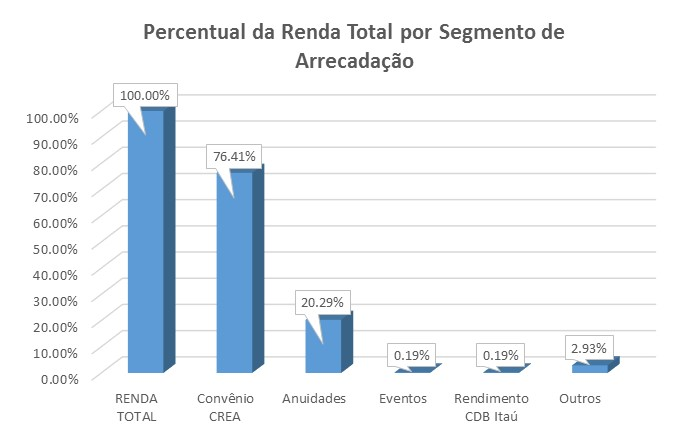 Percentual da Renda Total por Segmento de
Arrecadação
100.00%
90.00%
80.00%
70.00%
60.00%
50.00%
40.00%
30.00%
20.00%
10.00%
0.00%
100.00%
76.41%
20.29%
0.19%
0.19%
2.93%
RENDA
TOTAL
Convênio
CREA
Anuidades
Eventos
Rendimento
CDB Itaú
Outros